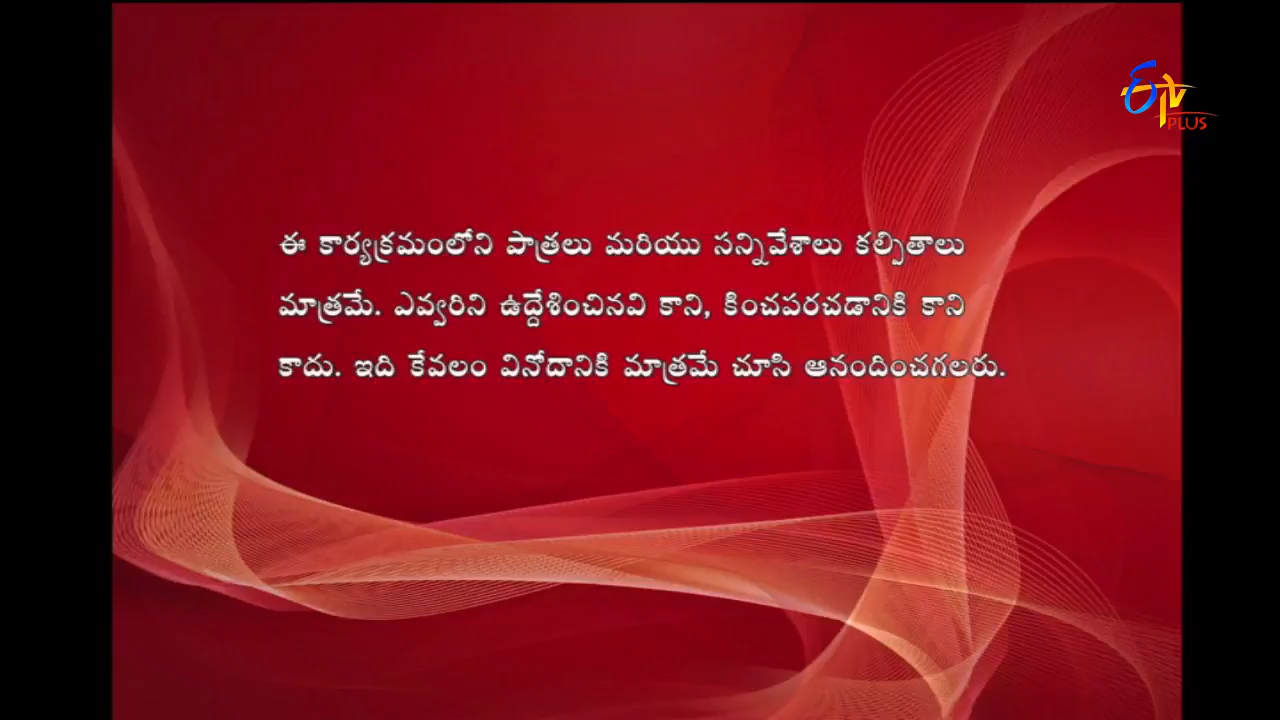 ETV
PLUS
ఈ కార్యక్రమంలోని పాత్రలు మరియు సన్నివేశాలు కల్పితాలు
మాత్రమే. ఎవ్వరిని ఉద్దేశించినవి కాని, కించపరచడానికి కాని
కాదు. ఇది కేవలం వినోదానికి మాత్రమే చూసి ఆనందించగలరు.